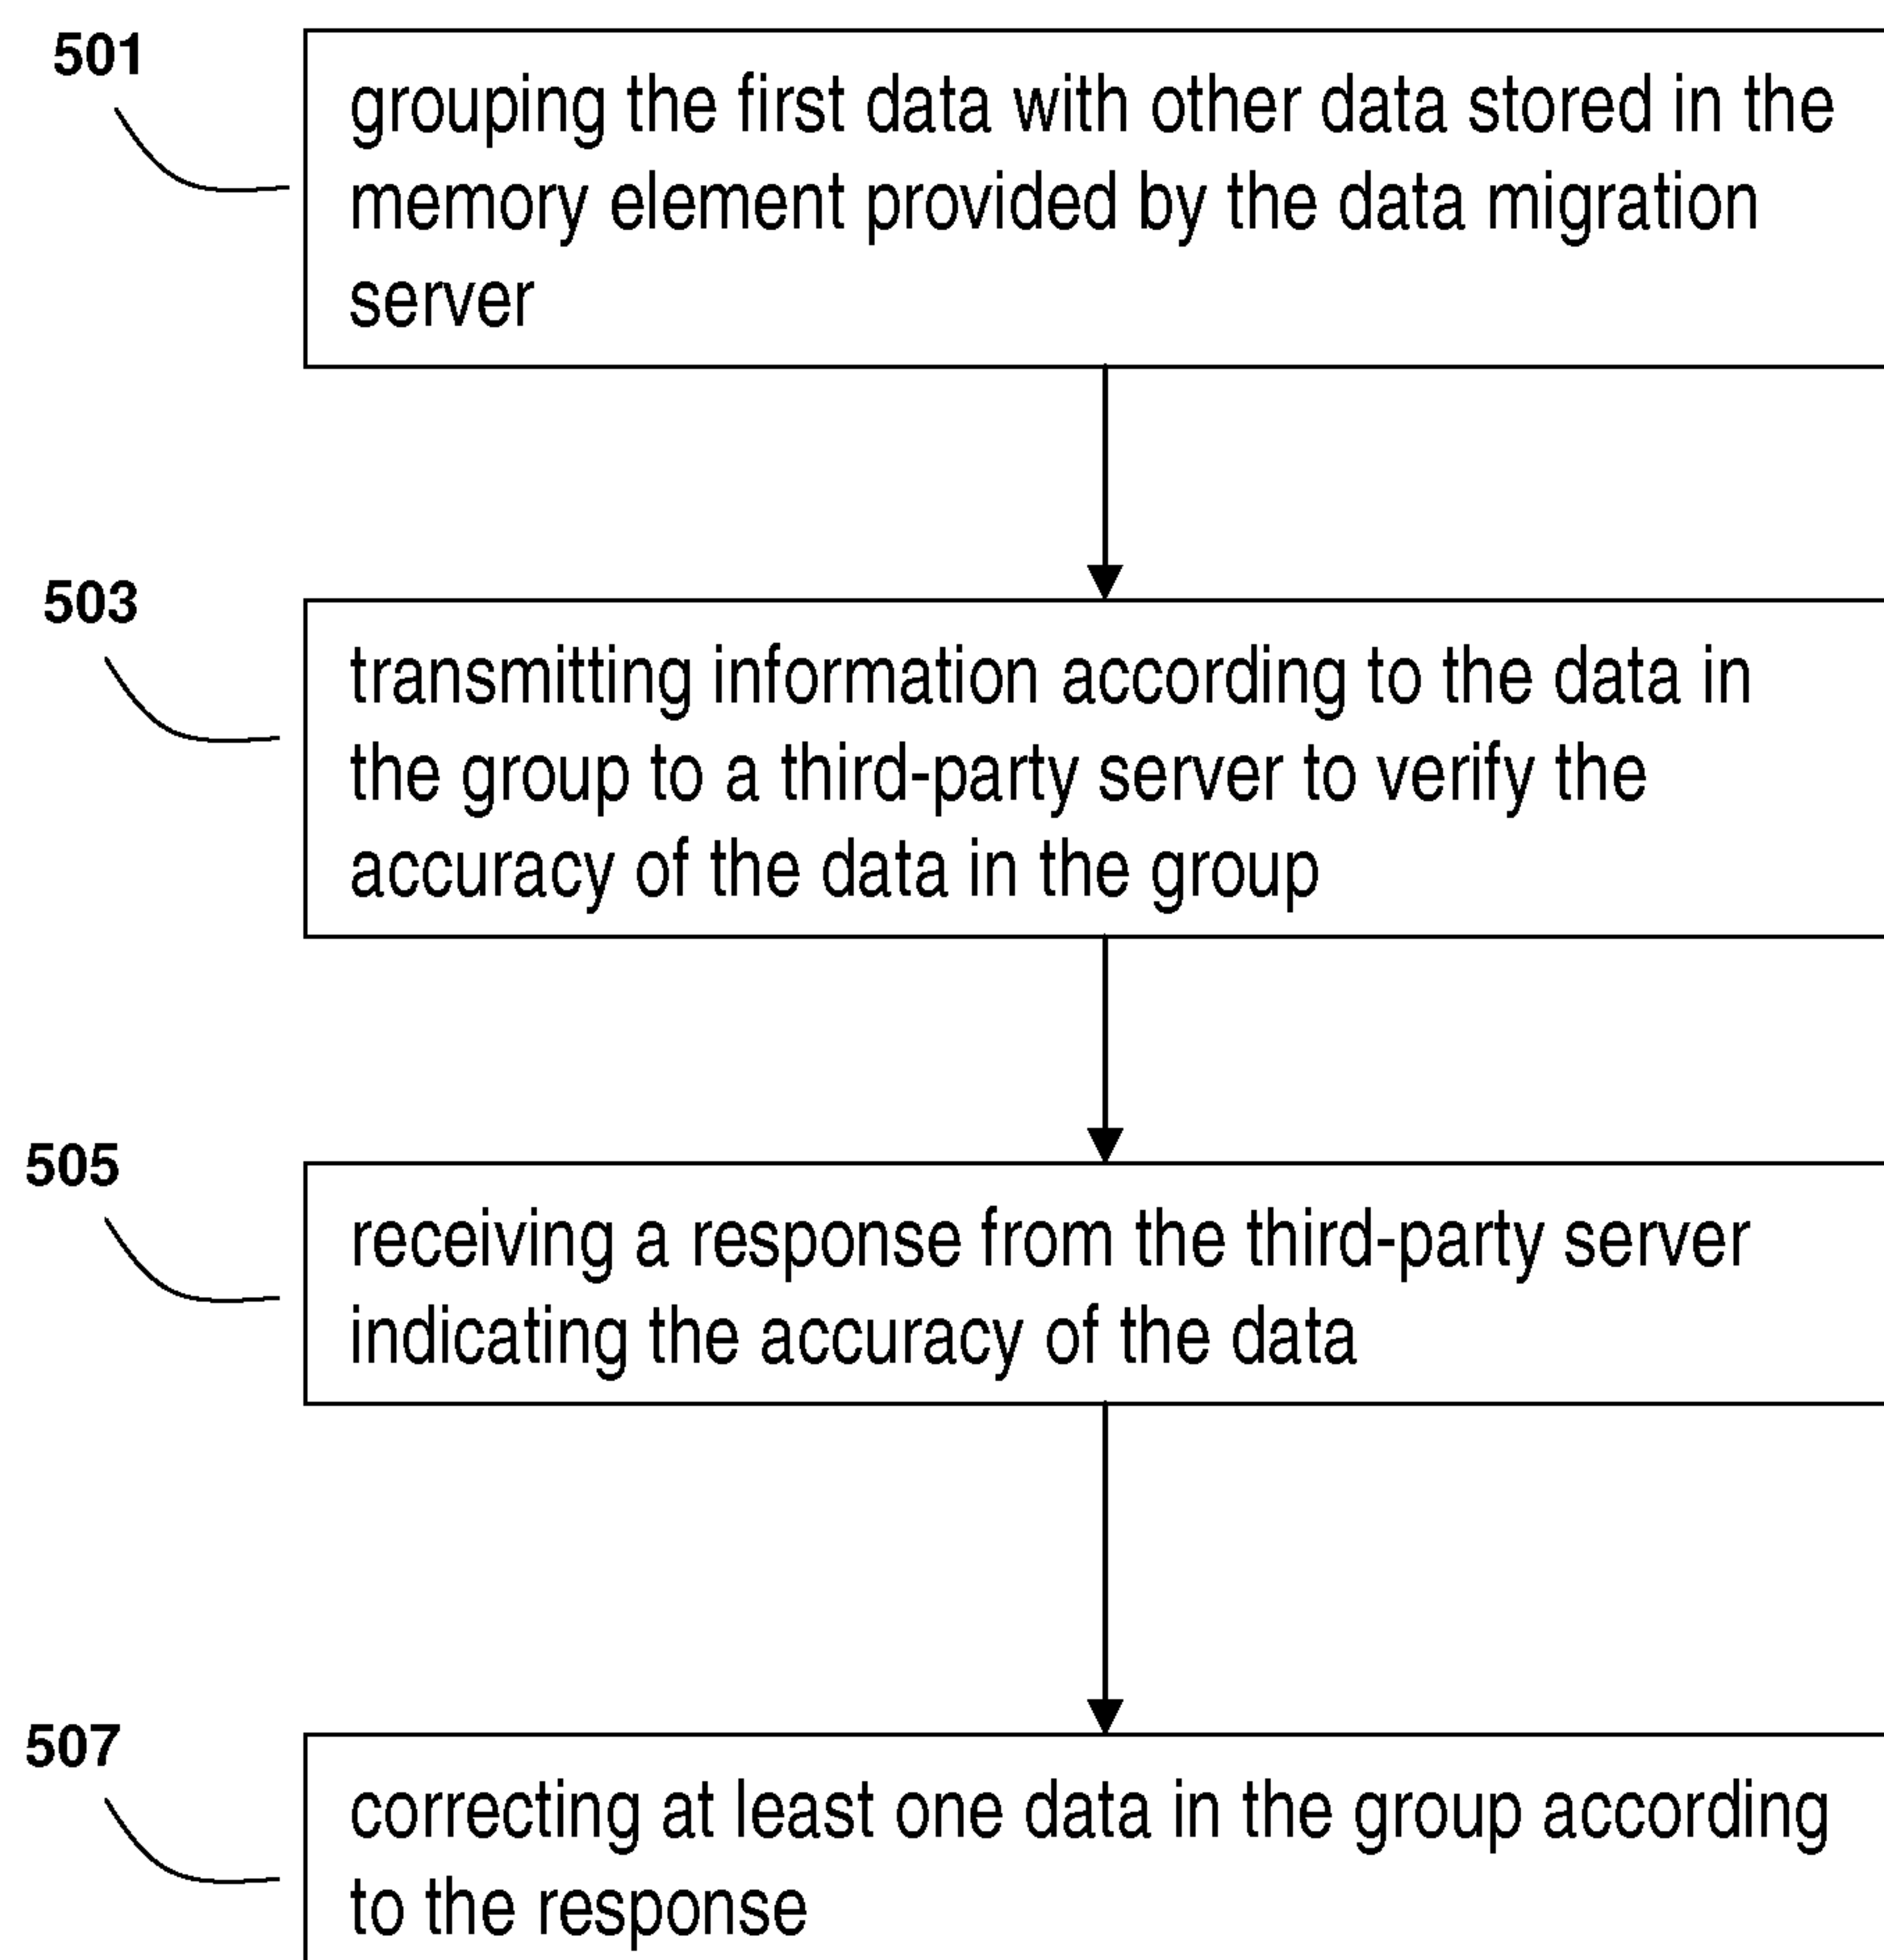 501
grouping the first data with other data stored in the
memory element provided by the data migration
server
503
transmitting information according to the data in
the group to a third-party server to verify the
accuracy of the data in the group
505
receiving a response from the third-party server
indicating the accuracy of the data
507
correcting at least one data in the group according
to the response